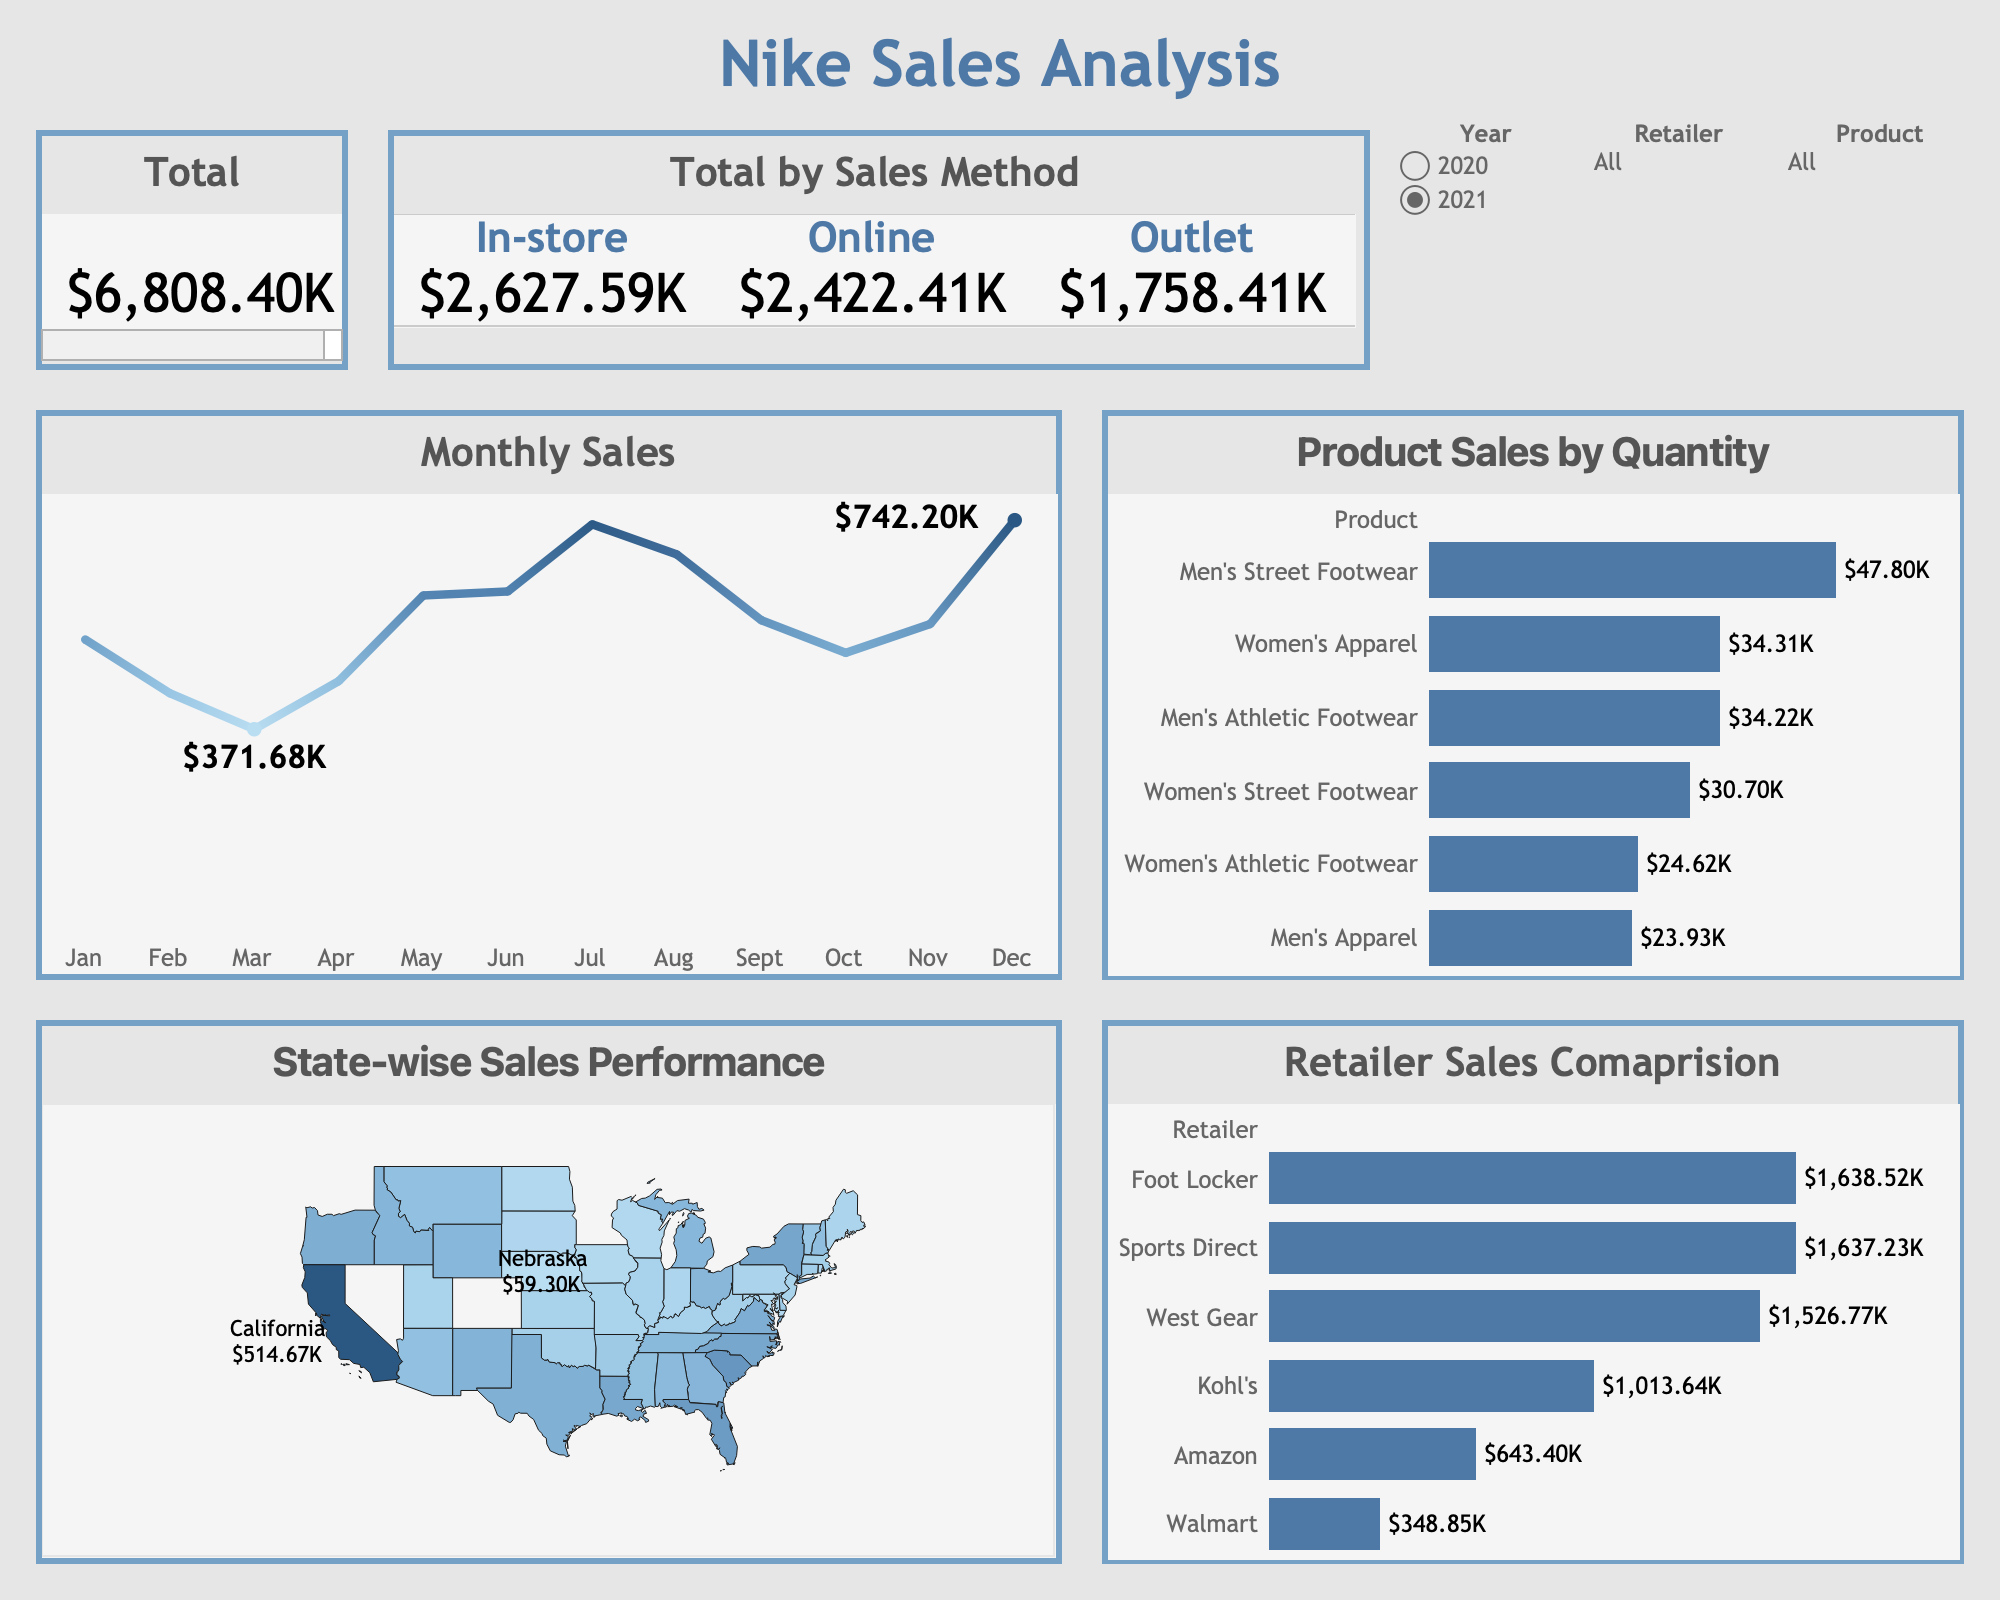 Nike Sales Analysis
Total
$6,808.40K
Total by Sales Method
In-store Online Outlet
$2,627.59K $2,422.41K $1,758.41K
Year Retailer Product
2020 All All
2021
Monthly Sales
$742.20K
$371.68K
Jan Feb Mar Apr May Jun Jul Aug Sept Oct Nov Dec
Product Sales by Quantity
Product
Men's Street Footwear $47.80K
Women's Apparel $34.31K
Men's Athletic Footwear $34.22K
Women's Street Footwear $30.70K
Women's Athletic Footwear $24.62K
Men's Apparel $23.93K
State-wise Sales Performance
Nebraska
$59.30K
California
$514.67K
Retailer Sales Comaprision
Retailer
Foot Locker $1,638.52K
Sports Direct $1,637.23K
West Gear $1,526.77K
Kohl's $1,013.64K
Amazon $643.40K
Walmart $348.85K